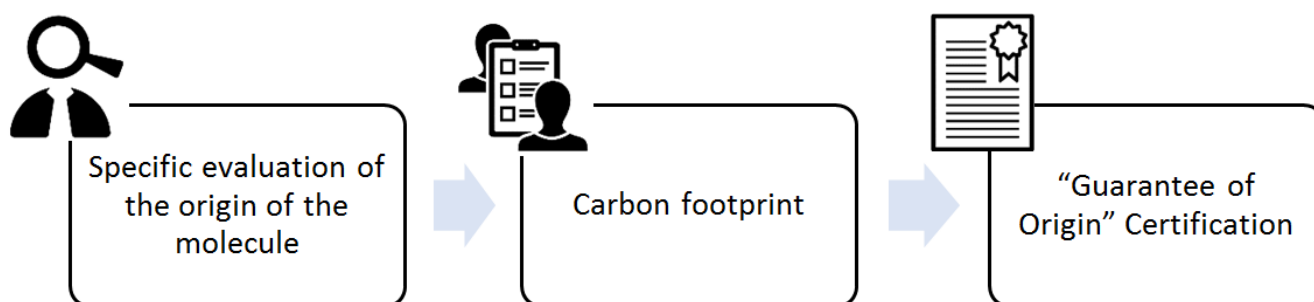 Specific evaluation of
the origin of the
molecule
Carbon footprint
“Guarantee of
Origin” Certification